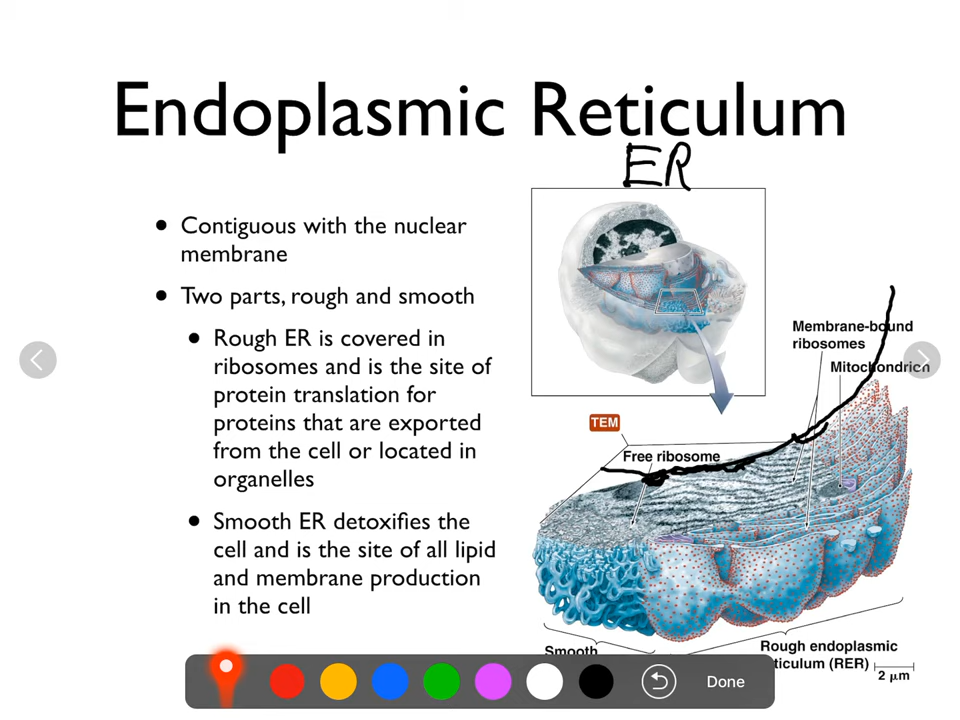 Endoplasmic Reticulum
ER
• Contiguous with the nuclear
membrane
• Two parts, rough and smooth
• Rough ER is covered in
ribosomes and is the site of
protein translation for
proteins that are exported
from the cell or located in
organelles
• Smooth ER detoxifies the
cell and is the site of all lipid
and membrane production
in the cell
Membrane-bound
ribosomes
Mitochondrion
TEM
Free ribosome
Smooth
Rough endoplasmic
ticulum (RER)
2 μm
Done